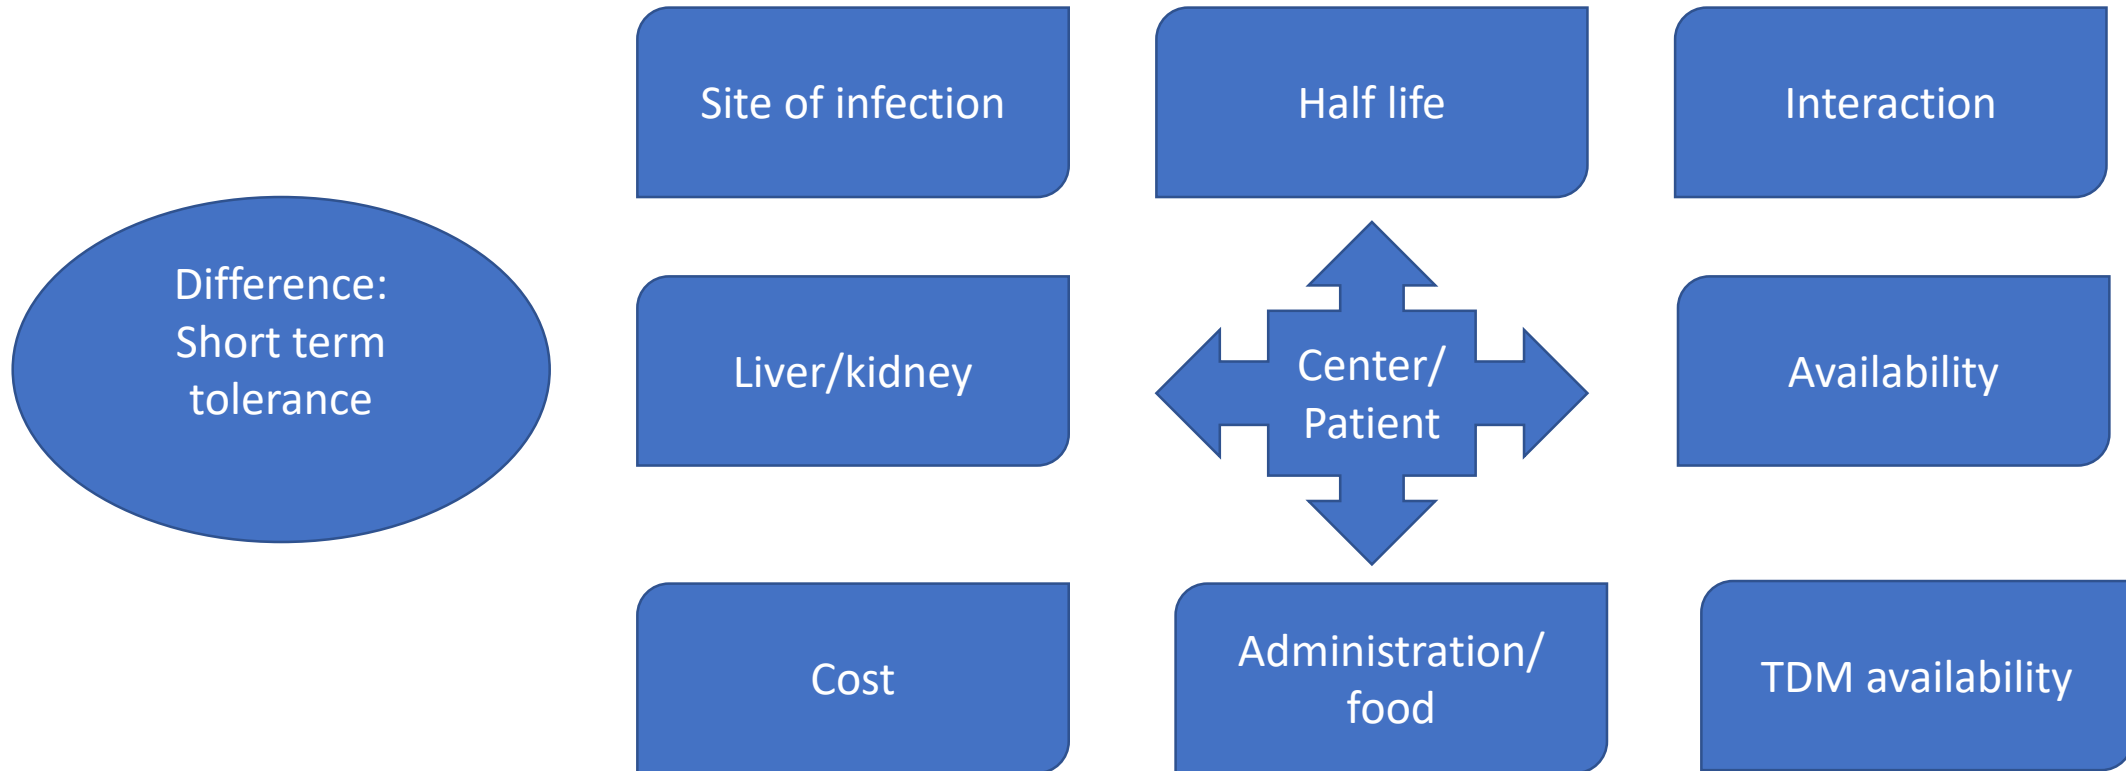 Site of infection
Half life
Interaction
Difference:
Short term
tolerance
Liver/kidney
Center/
Patient
Availability
Cost
Administration/
food
TDM availability